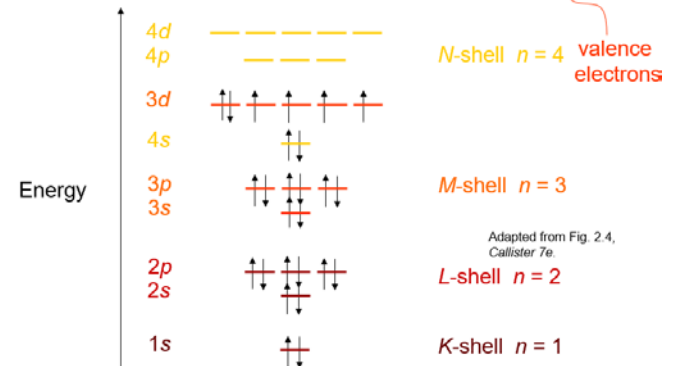 4d
4p
N-shell n = 4
valence
electrons
3d
4s
Energy
3p
M-shell n = 3
3s
Adapted from Fig. 2.4,
Callister 7e.
2p
L-shell n = 2
2s
1s
K-shell n = 1